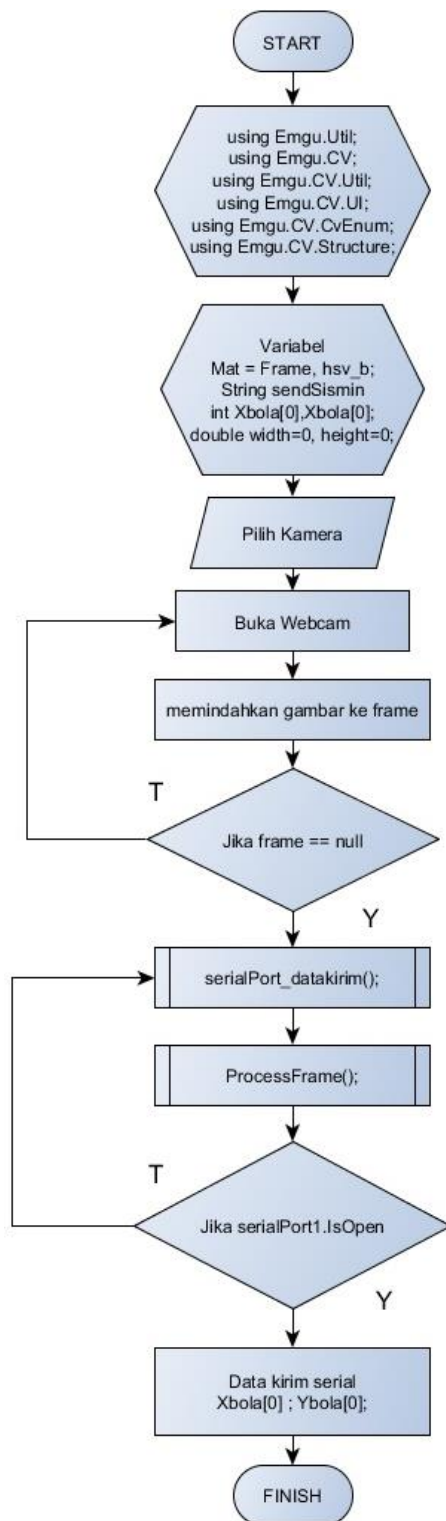 START
using Emgu.Util;
using Emgu.CV;
using Emgu.CV.Util;
using Emgu.CV.UI;
using Emgu.CV.CvEnum;
using Emgu.CV.Structure;
Variabel
Mat = Frame, hsv_b;
String sendSismin
int Xbola[0],Xbola[0];
double width=0, height=0;
Pilih Kamera
Buka Webcam
memindahkan gambar ke frame
T
Jika frame == null
Y
serialPort_datakirim();
ProcessFrame();
T
Jika serialPort1.IsOpen
Y
Data kirim serial
Xbola[0] ; Ybola[0];
FINISH